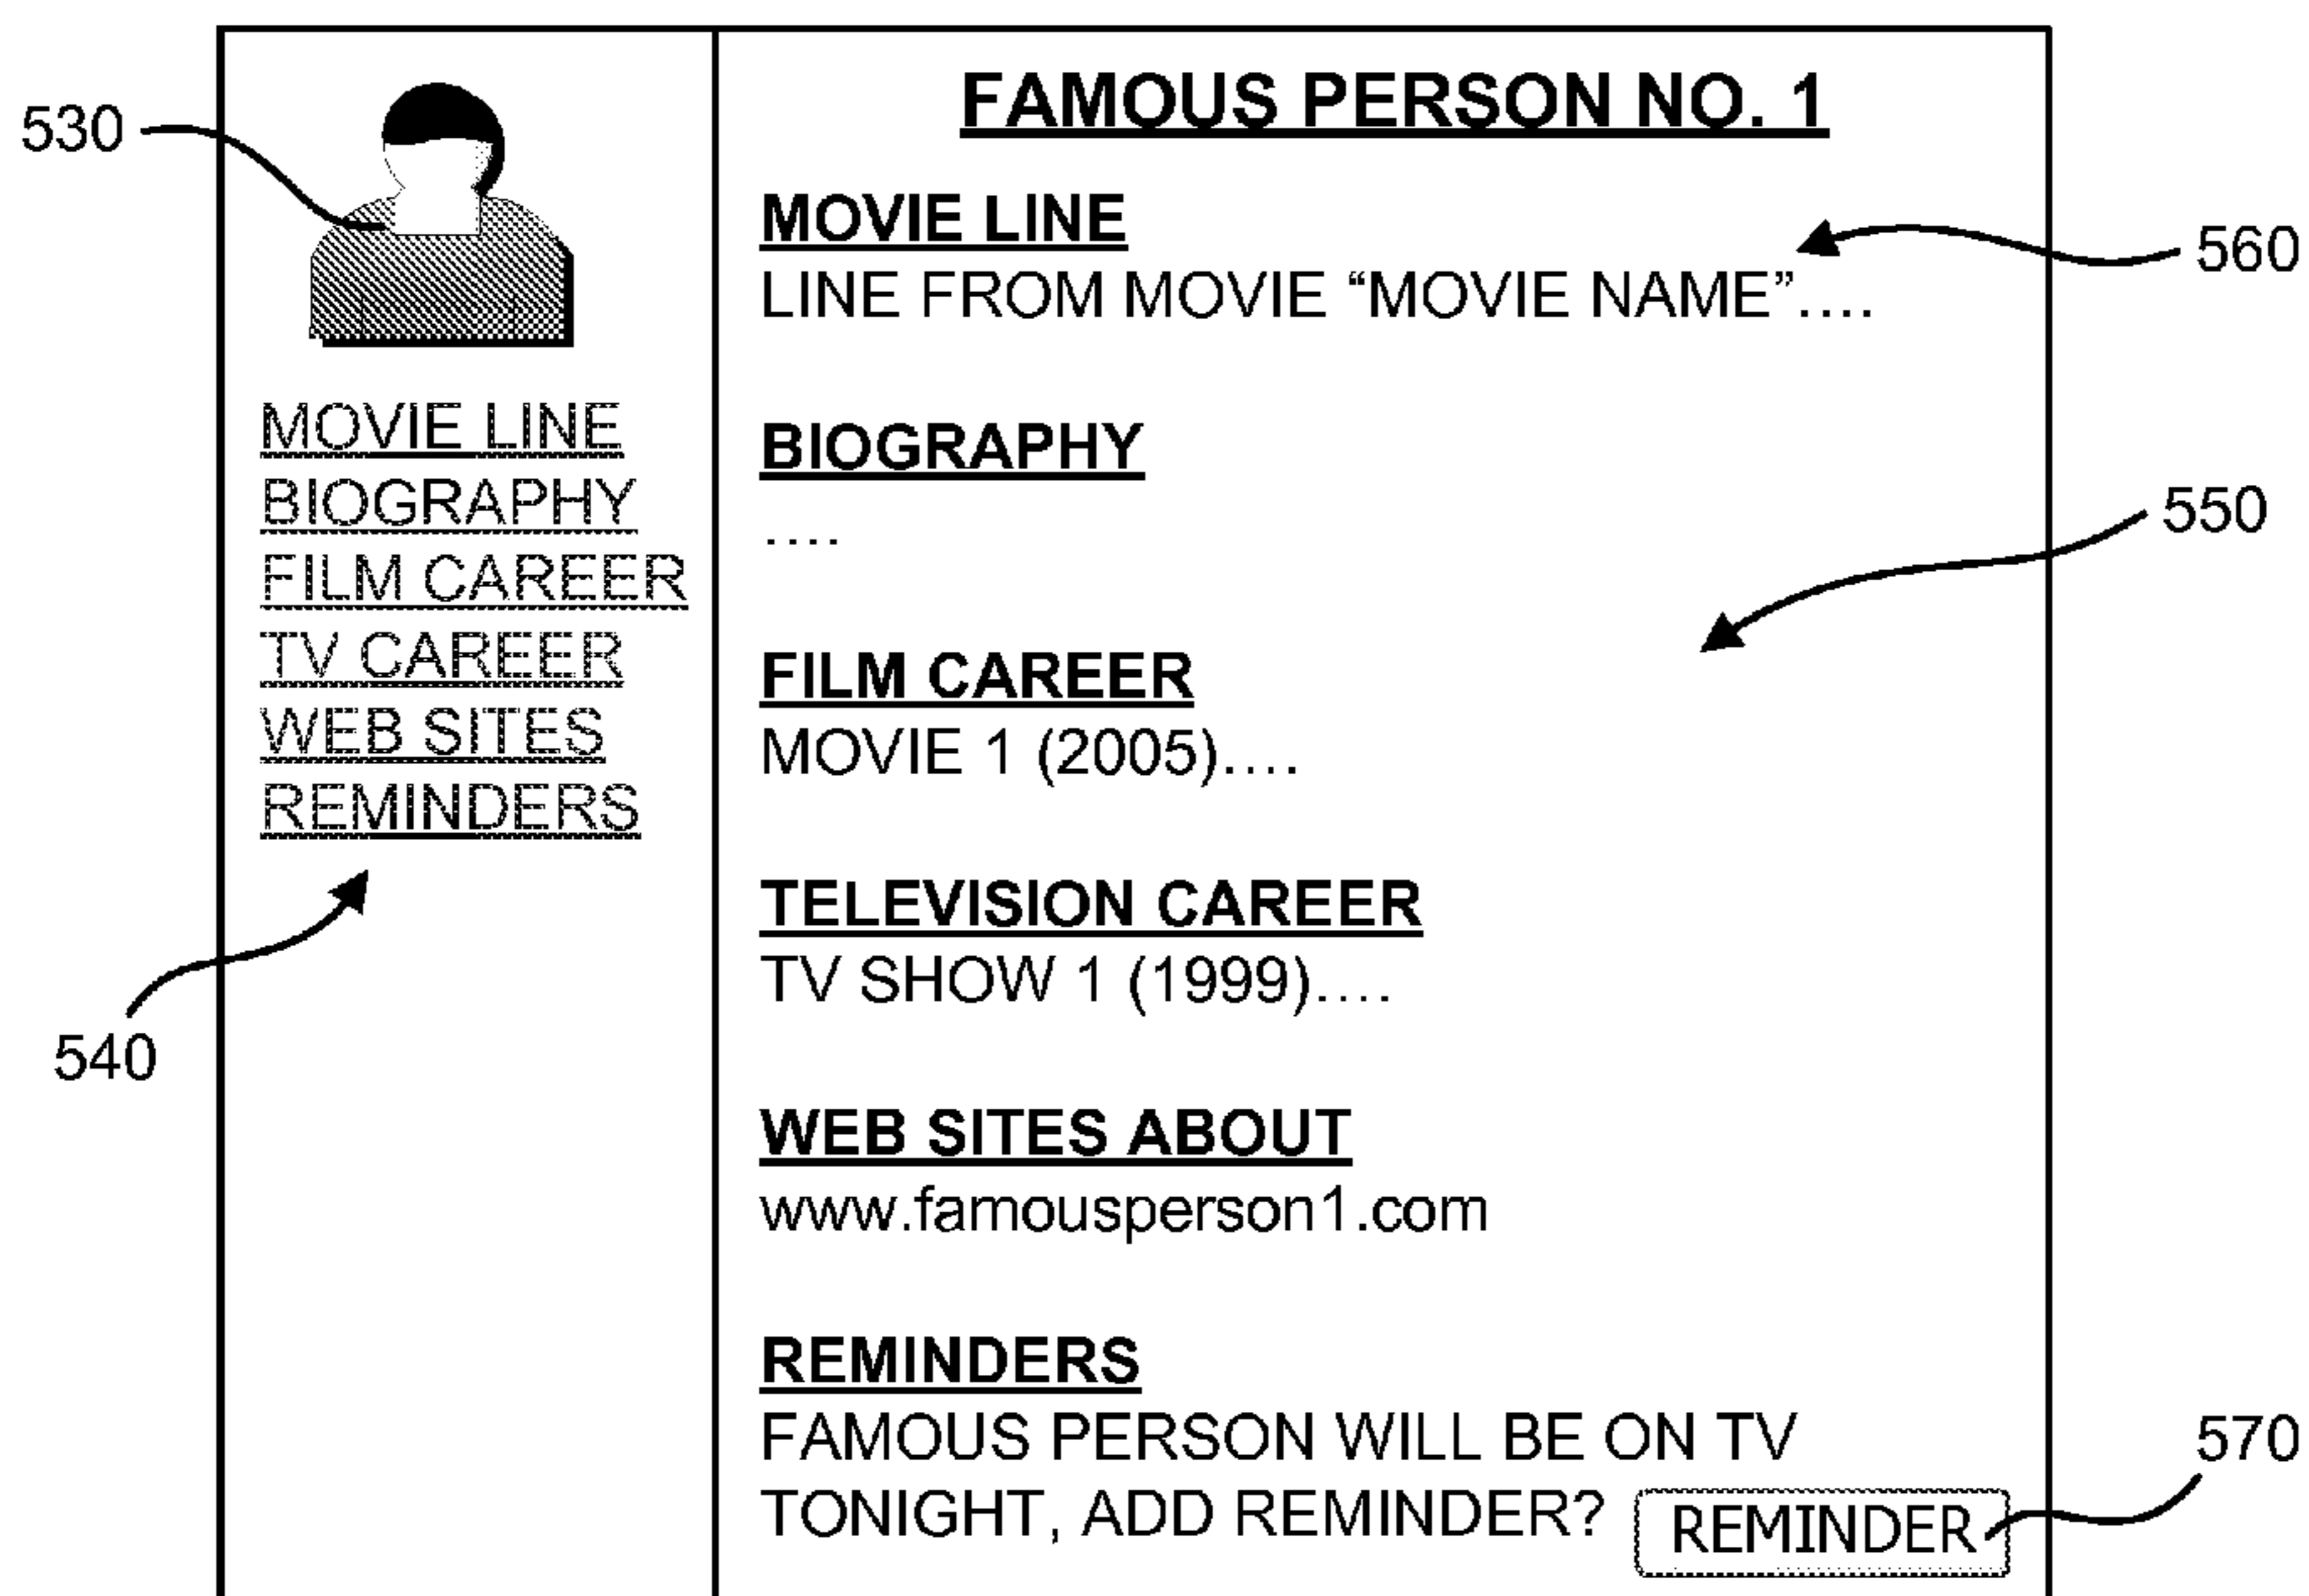 530
MOVIE LINE
BIOGRAPHY
FILM CAREER
TV CAREER
WEB SITES
REMINDERS
540
FAMOUS PERSON NO. 1
MOVIE LINE
LINE FROM MOVIE “MOVIE NAME”....
560
BIOGRAPHY
....
550
FILM CAREER
MOVIE 1 (2005)....
TELEVISION CAREER
TV SHOW 1 (1999)....
WEB SITES ABOUT
www.famousperson1.com
REMINDERS
FAMOUS PERSON WILL BE ON TV
TONIGHT, ADD REMINDER?
REMINDER
570